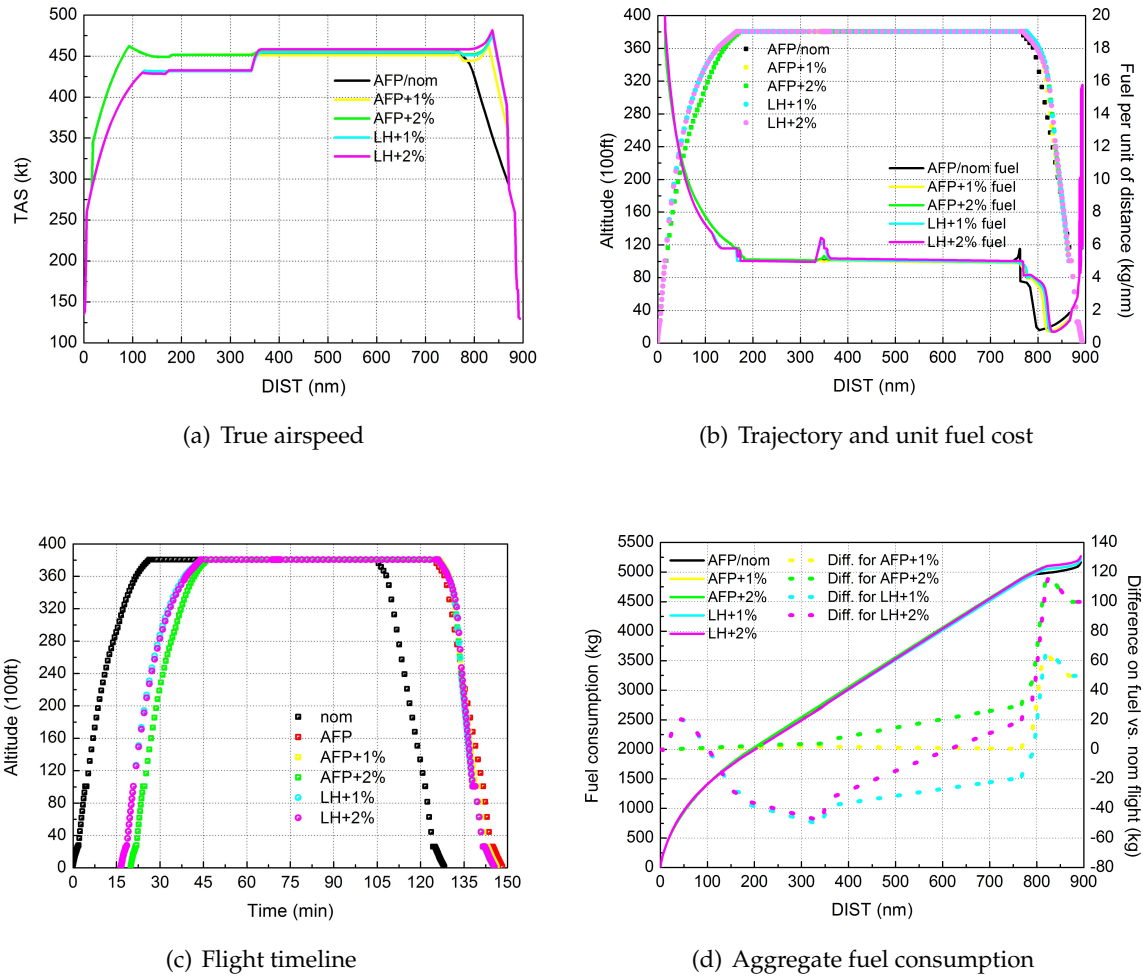 TAS (kt)
500
450
400
350
300
250
200
150
100
AFP/nom
AFP+1%
AFP+2%
LH+1%
LH+2%
0 100 200 300 400 500 600 700 800 900
DIST (nm)
(a) True airspeed
Altitude (100ft)
400
360
320
280
240
200
160
120
80
40
0
AFP/nom
AFP+1%
AFP+2%
LH+1%
LH+2%
AFP/nom fuel
AFP+1% fuel
AFP+2% fuel
LH+1% fuel
LH+2% fuel
20
18
16
14
12
10
8
6
4
2
0
Fuel per unit of distance (kg/nm)
0 100 200 300 400 500 600 700 800 900
DIST (nm)
(b) Trajectory and unit fuel cost
Altitude (100ft)
400
360
320
280
240
200
160
120
80
40
0
nom
AFP
AFP+1%
AFP+2%
LH+1%
LH+2%
0 15 30 45 60 75 90 105 120 135 150
Time (min)
(c) Flight timeline
Fuel consumption (kg)
5500
5000
4500
4000
3500
3000
2500
2000
1500
1000
500
0
AFP/nom
AFP+1%
AFP+2%
LH+1%
LH+2%
Diff. for AFP+1%
Diff. for AFP+2%
Diff. for LH+1%
Diff. for LH+2%
140
120
100
80
60
40
20
0
-20
-40
-60
-80
Difference on fuel vs. nom flight (kg)
0 100 200 300 400 500 600 700 800 900
DIST (nm)
(d) Aggregate fuel consumption